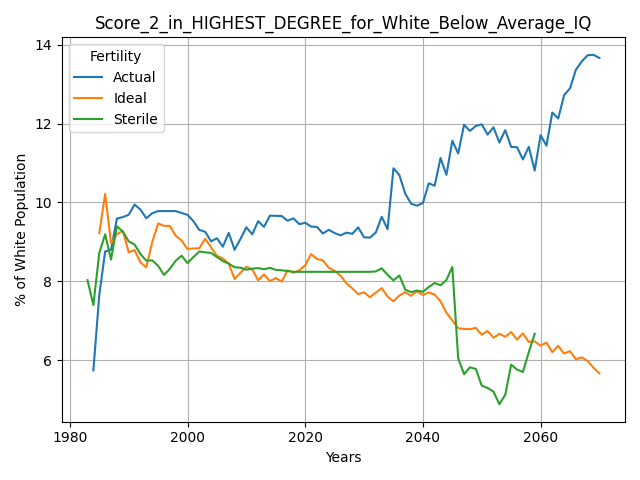 Score_2_in_HIGHEST_DEGREE_for_White_Below_Average_IQ
Fertility
Actual
Ideal
Sterile
% of White Population
14
12
10
8
6
1980 2000 2020 2040 2060
Years